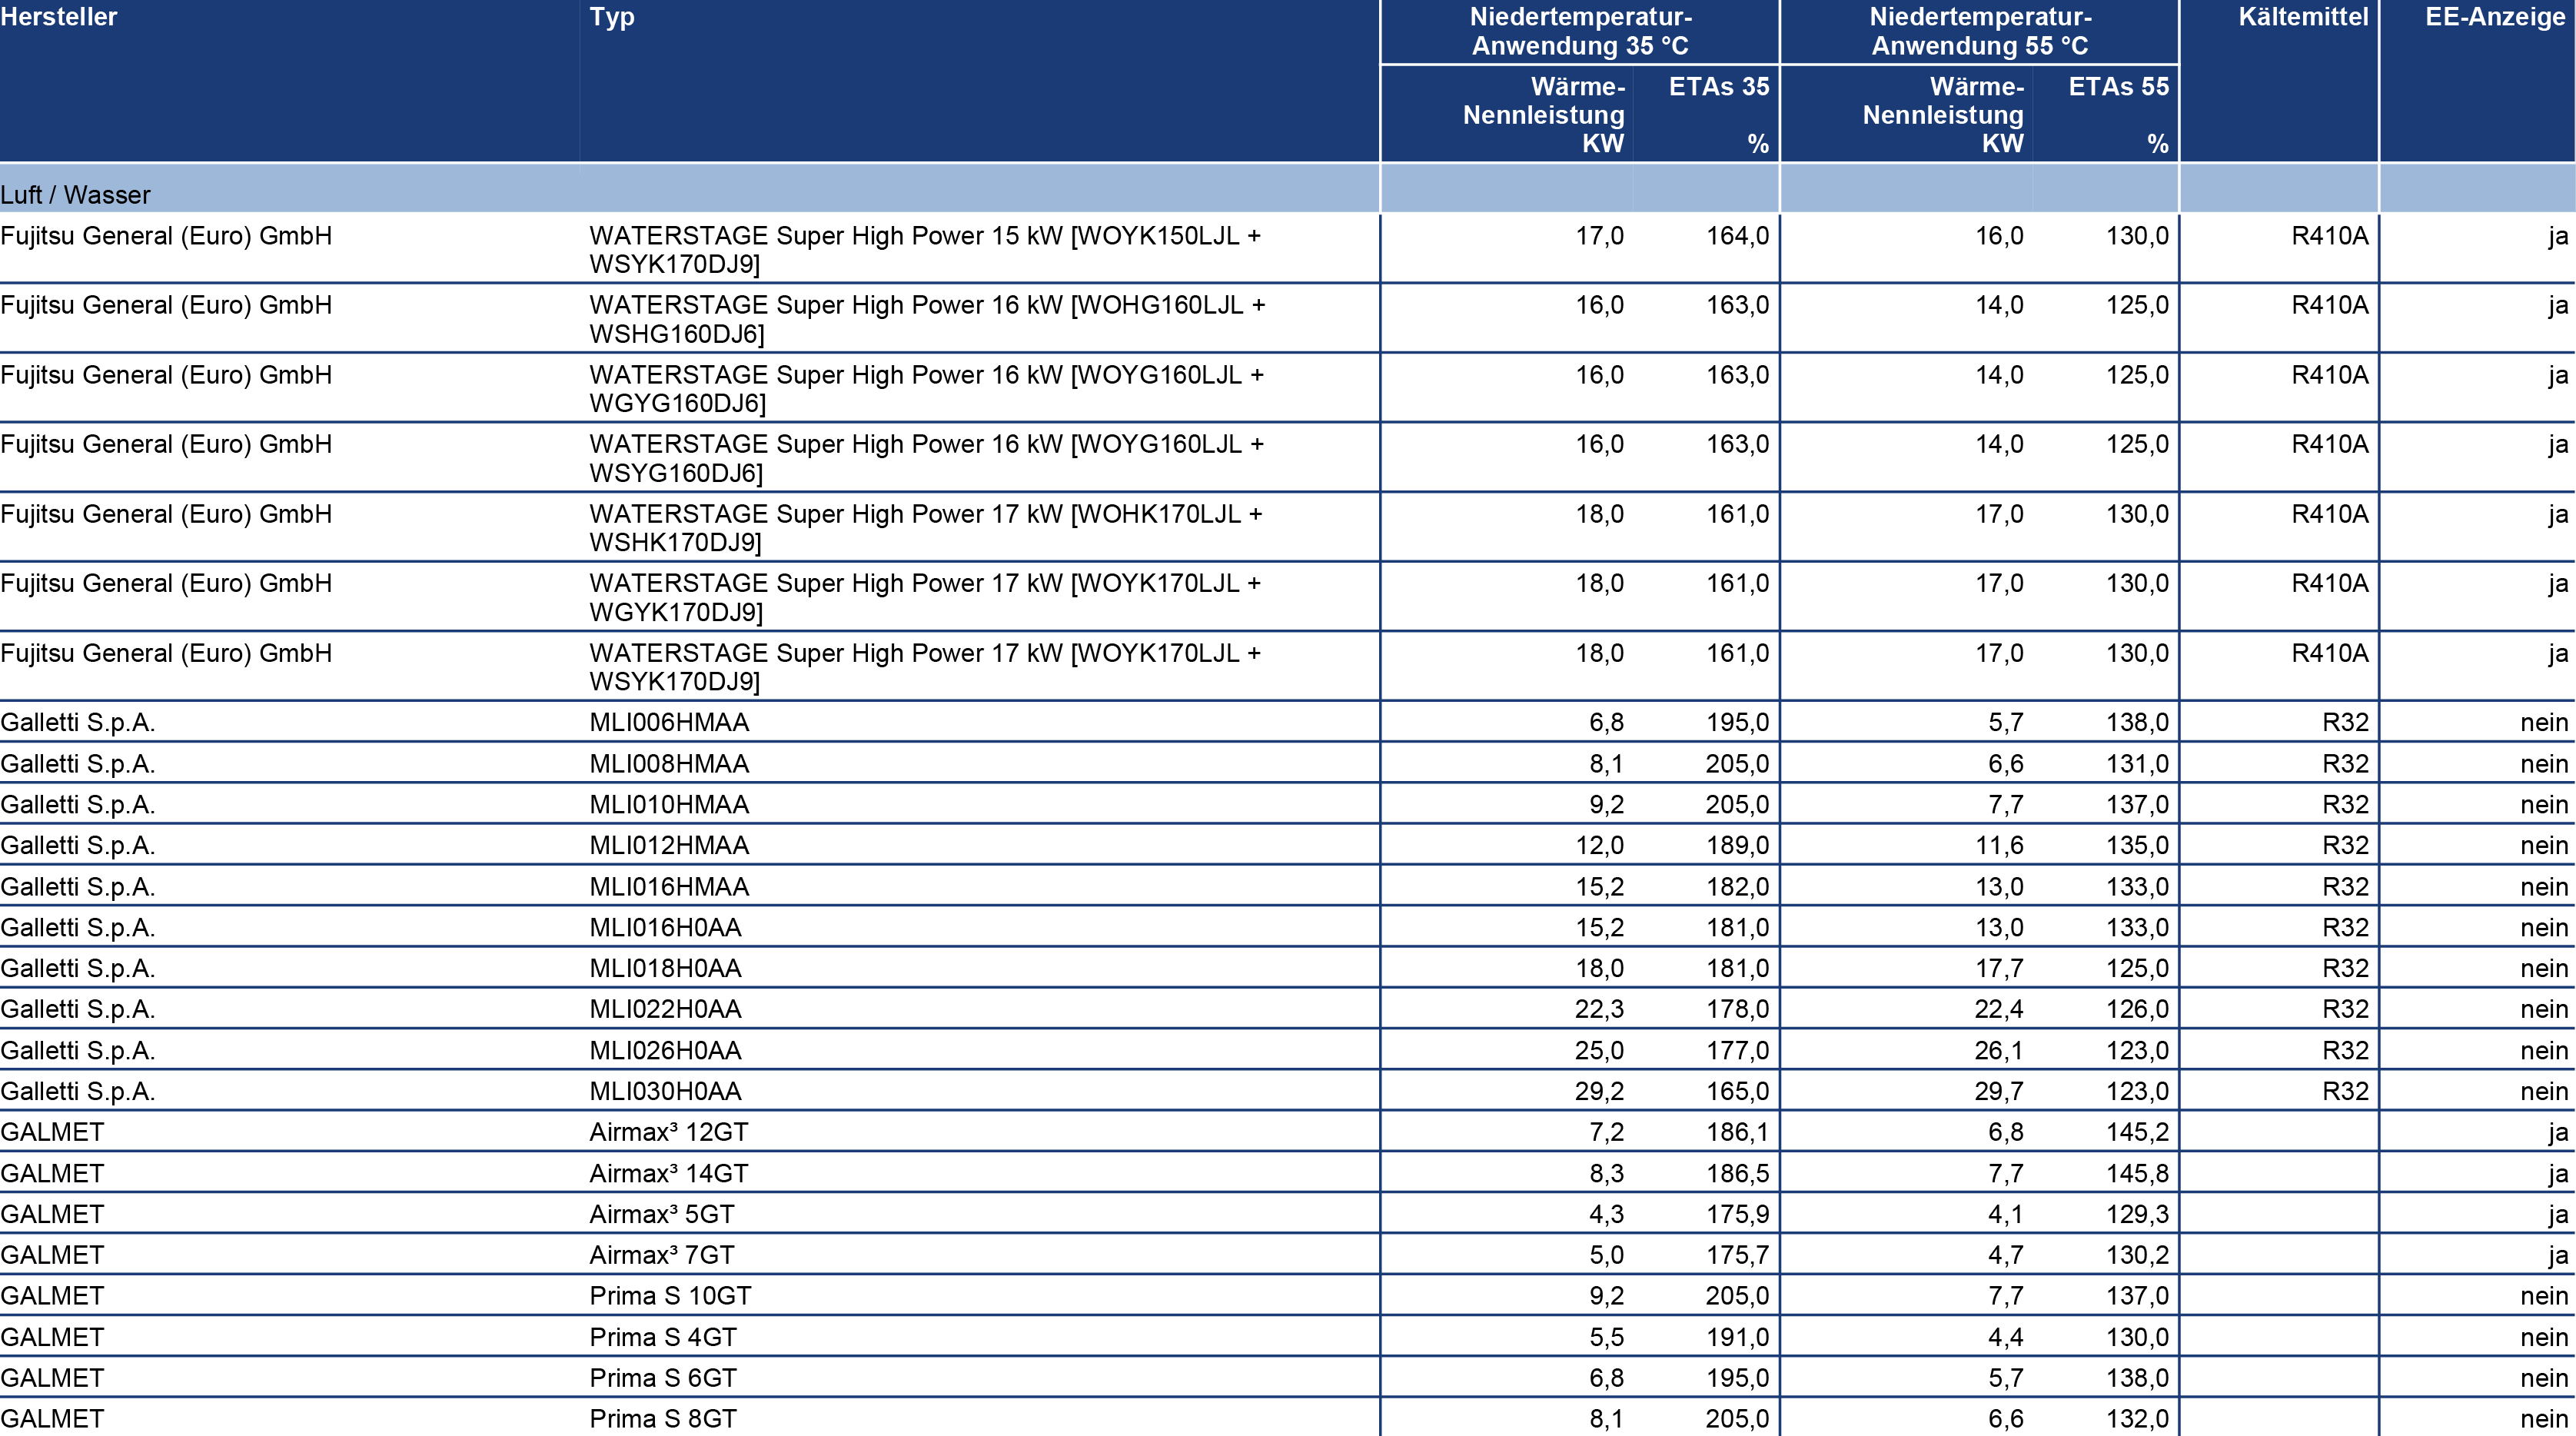 Hersteller Typ Niedertemperatur- Niedertemperatur- Kältemittel EE-Anzeige
Anwendung 35 °C Anwendung 55 °C
Wärme- ETAs 35 Wärme- ETAs 55
Nennleistung Nennleistung
KW % KW %
Luft / Wasser
Fujitsu General (Euro) GmbH WATERSTAGE Super High Power 15 kW [WOYK150LJL + 17,0 164,0 16,0 130,0 R410A ja
WSYK170DJ9]
Fujitsu General (Euro) GmbH WATERSTAGE Super High Power 16 kW [WOHG160LJL + 16,0 163,0 14,0 125,0 R410A ja
WSHG160DJ6]
Fujitsu General (Euro) GmbH WATERSTAGE Super High Power 16 kW [WOYG160LJL + 16,0 163,0 14,0 125,0 R410A ja
WGYG160DJ6]
Fujitsu General (Euro) GmbH WATERSTAGE Super High Power 16 kW [WOYG160LJL + 16,0 163,0 14,0 125,0 R410A ja
WSYG160DJ6]
Fujitsu General (Euro) GmbH WATERSTAGE Super High Power 17 kW [WOHK170LJL + 18,0 161,0 17,0 130,0 R410A ja
WSHK170DJ9]
Fujitsu General (Euro) GmbH WATERSTAGE Super High Power 17 kW [WOYK170LJL + 18,0 161,0 17,0 130,0 R410A ja
WGYK170DJ9]
Fujitsu General (Euro) GmbH WATERSTAGE Super High Power 17 kW [WOYK170LJL + 18,0 161,0 17,0 130,0 R410A ja
WSYK170DJ9]
Galletti S.p.A. MLI006HMAA 6,8 195,0 5,7 138,0 R32 nein
Galletti S.p.A. MLI008HMAA 8,1 205,0 6,6 131,0 R32 nein
Galletti S.p.A. MLI010HMAA 9,2 205,0 7,7 137,0 R32 nein
Galletti S.p.A. MLI012HMAA 12,0 189,0 11,6 135,0 R32 nein
Galletti S.p.A. MLI016HMAA 15,2 182,0 13,0 133,0 R32 nein
Galletti S.p.A. MLI016H0AA 15,2 181,0 13,0 133,0 R32 nein
Galletti S.p.A. MLI018H0AA 18,0 181,0 17,7 125,0 R32 nein
Galletti S.p.A. MLI022H0AA 22,3 178,0 22,4 126,0 R32 nein
Galletti S.p.A. MLI026H0AA 25,0 177,0 26,1 123,0 R32 nein
Galletti S.p.A. MLI030H0AA 29,2 165,0 29,7 123,0 R32 nein
GALMET Airmax³ 12GT 7,2 186,1 6,8 145,2 ja
GALMET Airmax³ 14GT 8,3 186,5 7,7 145,8 ja
GALMET Airmax³ 5GT 4,3 175,9 4,1 129,3 ja
GALMET Airmax³ 7GT 5,0 175,7 4,7 130,2 ja
GALMET Prima S 10GT 9,2 205,0 7,7 137,0 nein
GALMET Prima S 4GT 5,5 191,0 4,4 130,0 nein
GALMET Prima S 6GT 6,8 195,0 5,7 138,0 nein
GALMET Prima S 8GT 8,1 205,0 6,6 132,0 nein